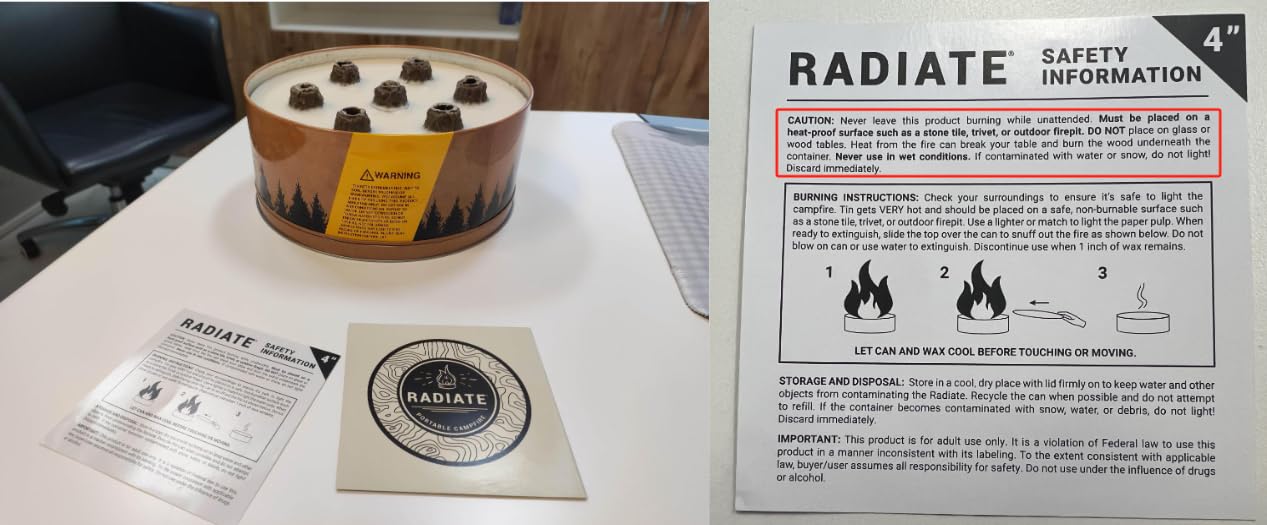 WARNING
RADIATE
SAFETY
INFORMATION
4"
LET CAN AND WAX COOL BEFORE TOUCHING OR MOVING.
RADIATE
PORTABLE CAMPFIRE
RADIATE®
SAFETY
INFORMATION
4"
CAUTION: Never leave this product burning while unattended. Must be placed on a
heat-proof surface such as a stone tile, trivet, or outdoor firepit. DO NOT place on glass or
wood tables. Heat from the fire can break your table and burn the wood underneath the
container. Never use in wet conditions. If contaminated with water or snow, do not light!
Discard immediately.
BURNING INSTRUCTIONS: Check your surroundings to ensure it's safe to light the
campfire. Tin gets VERY hot and should be placed on a safe, non-burnable surface such
as a stone tile, trivet, or outdoor firepit. Use a lighter or match to light the paper pulp. When
ready to extinguish, slide the top over the can to snuff out the fire as shown below. Do not
blow on can or use water to extinguish. Discontinue use when 1 inch of wax remains.
1 2 3
LET CAN AND WAX COOL BEFORE TOUCHING OR MOVING.
STORAGE AND DISPOSAL: Store in a cool, dry place with lid firmly on to keep water and other
objects from contaminating the Radiate. Recycle the can when possible and do not attempt
to refill. If the container becomes contaminated with snow, water, or debris, do not light!
Discard immediately.
IMPORTANT: This product is for adult use only. It is a violation of Federal law to use this
product in a manner inconsistent with its labeling. To the extent consistent with applicable
law, buyer/user assumes all responsibility for safety. Do not use under the influence of drugs
or alcohol.